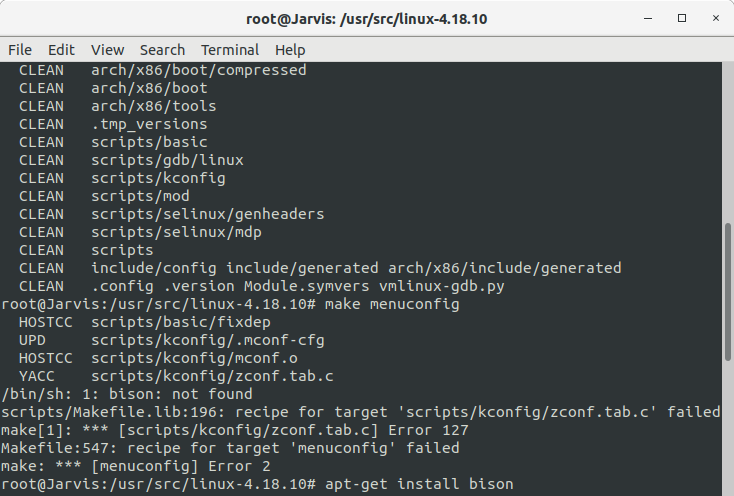 root@Jarvis: /usr/src/linux-4.18.10
File Edit View Search Terminal Help
CLEAN arch/x86/boot/compressed
CLEAN arch/x86/boot
CLEAN arch/x86/tools
CLEAN .tmp_versions
CLEAN scripts/basic
CLEAN scripts/gdb/linux
CLEAN scripts/kconfig
CLEAN scripts/mod
CLEAN scripts/selinux/genheaders
CLEAN scripts/selinux/mdp
CLEAN scripts
CLEAN include/config include/generated arch/x86/include/generated
CLEAN .config .version Module.symvers vmlinux-gdb.py
root@Jarvis:/usr/src/linux-4.18.10# make menuconfig
HOSTCC scripts/basic/fixdep
UPD scripts/kconfig/.mconf-cfg
HOSTCC scripts/kconfig/mconf.o
YACC scripts/kconfig/zconf.tab.c
/bin/sh: 1: bison: not found
scripts/Makefile.lib:196: recipe for target 'scripts/kconfig/zconf.tab.c' failed
make[1]: *** [scripts/kconfig/zconf.tab.c] Error 127
Makefile:547: recipe for target 'menuconfig' failed
make: *** [menuconfig] Error 2
root@Jarvis:/usr/src/linux-4.18.10# apt-get install bison